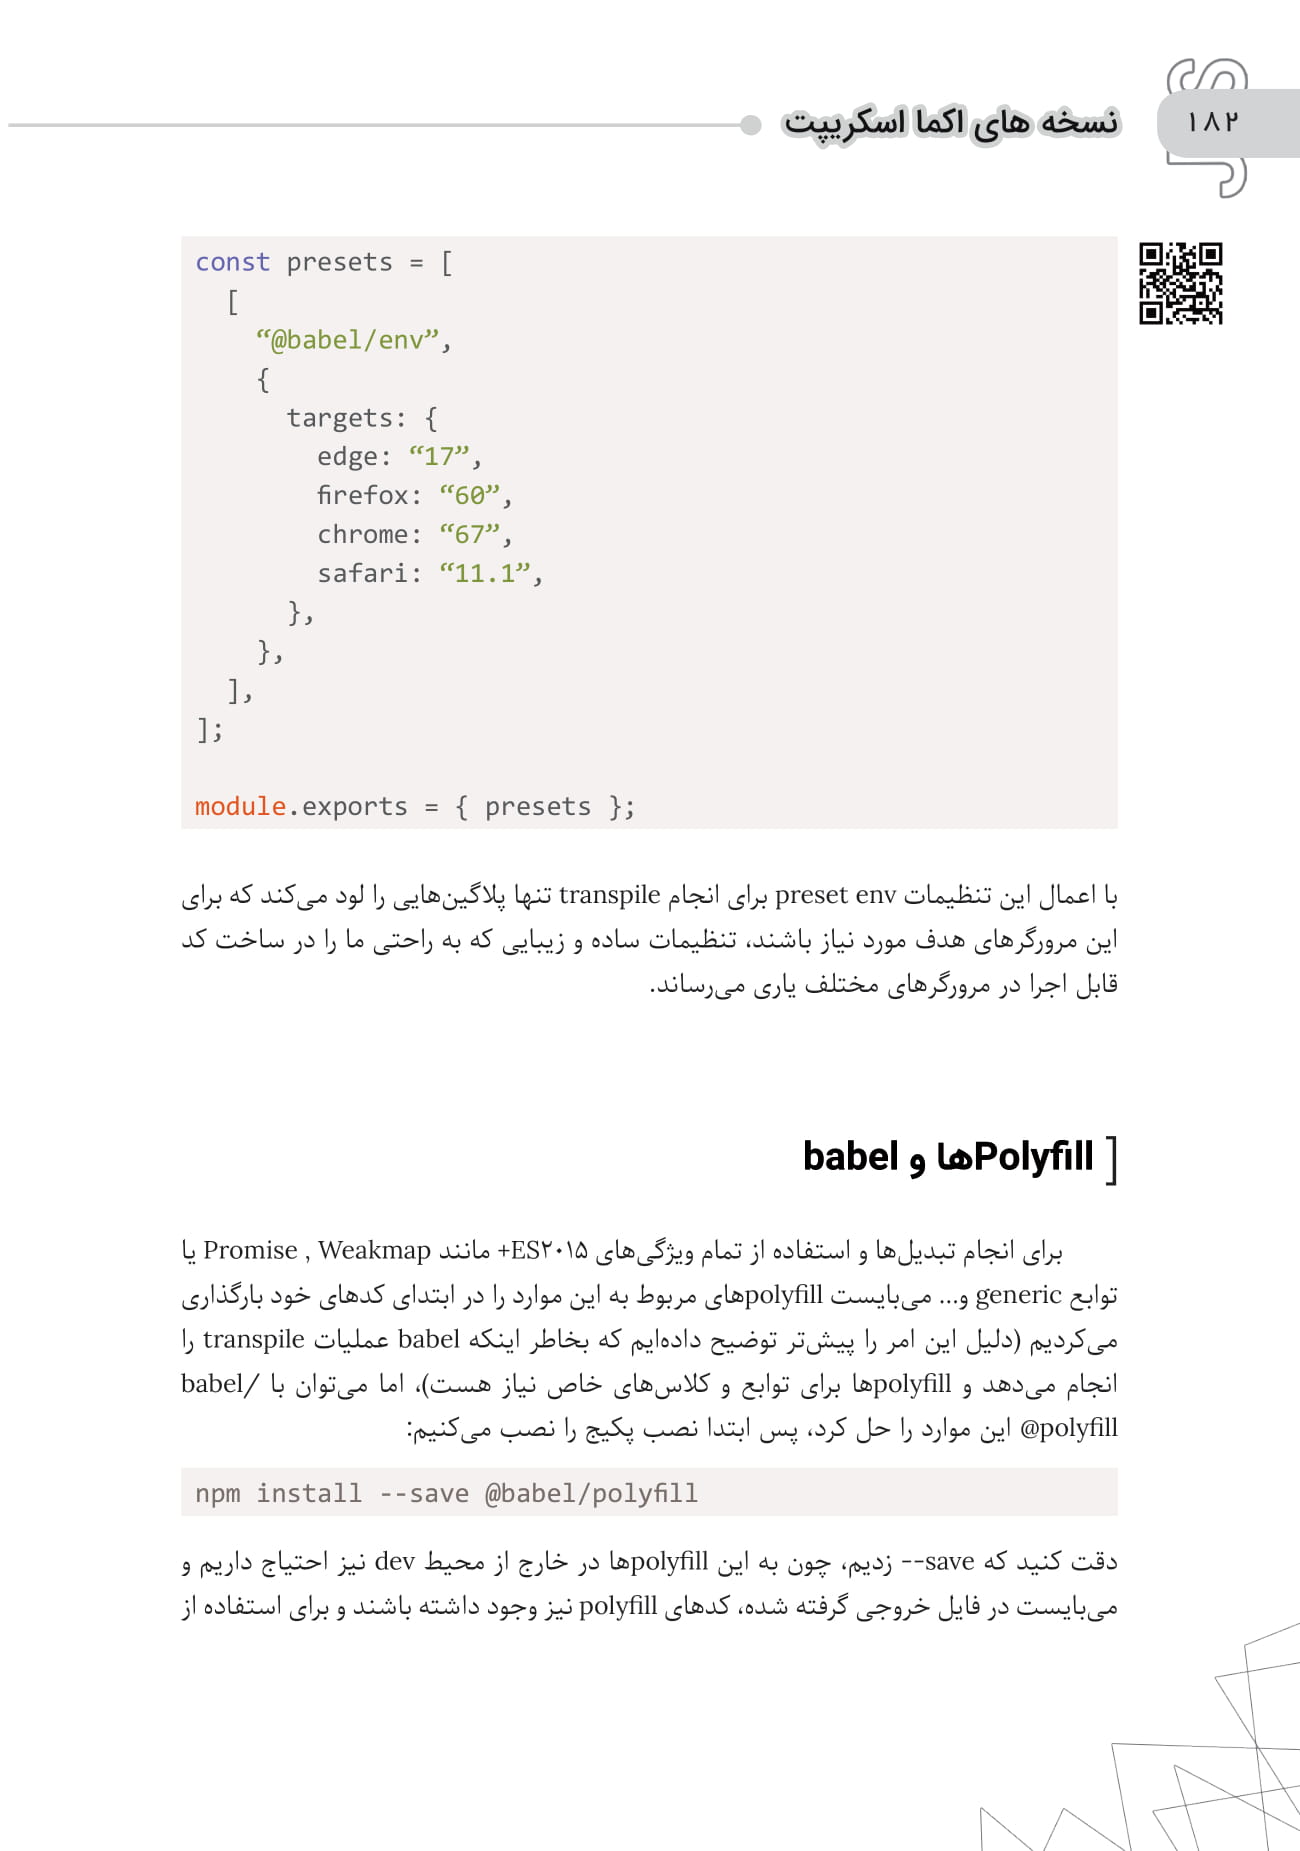 نسخه های اکما اسکریپت
۱۸۲
const presets = [
  [
    “@babel/env”,
    {
      targets: {
        edge: “17”,
        firefox: “60”,
        chrome: “67”,
        safari: “11.1”,
      },
    },
  ],
];

module.exports = { presets };
با اعمال این تنظیمات preset env برای انجام transpile تنها پلاگین‌هایی را لود می‌کند که برای
این مرورگرهای هدف مورد نیاز باشند، تنظیمات ساده و زیبایی که به راحتی ما را در ساخت کد
قابل اجرا در مرورگرهای مختلف یاری می‌رساند.
[ Polyfillها و babel
برای انجام تبدیل‌ها و استفاده از تمام ویژگی‌های ES۲۰۱۵+ مانند Promise , Weakmap یا
توابع generic و... می‌بایست polyfillهای مربوط به این موارد را در ابتدای کدهای خود بارگذاری
می‌کردیم (دلیل این امر را پیش‌تر توضیح داده‌ایم که بخاطر اینکه babel عملیات transpile را
انجام می‌دهد و polyfillها برای توابع و کلاس‌های خاص نیاز هست)، اما می‌توان با babel/
@polyfill این موارد را حل کرد، پس ابتدا نصب پکیج را نصب می‌کنیم:
npm install --save @babel/polyfill
دقت کنید که save-- زدیم، چون به این polyfillها در خارج از محیط dev نیز احتیاج داریم و
می‌بایست در فایل خروجی گرفته شده، کدهای polyfill نیز وجود داشته باشند و برای استفاده از